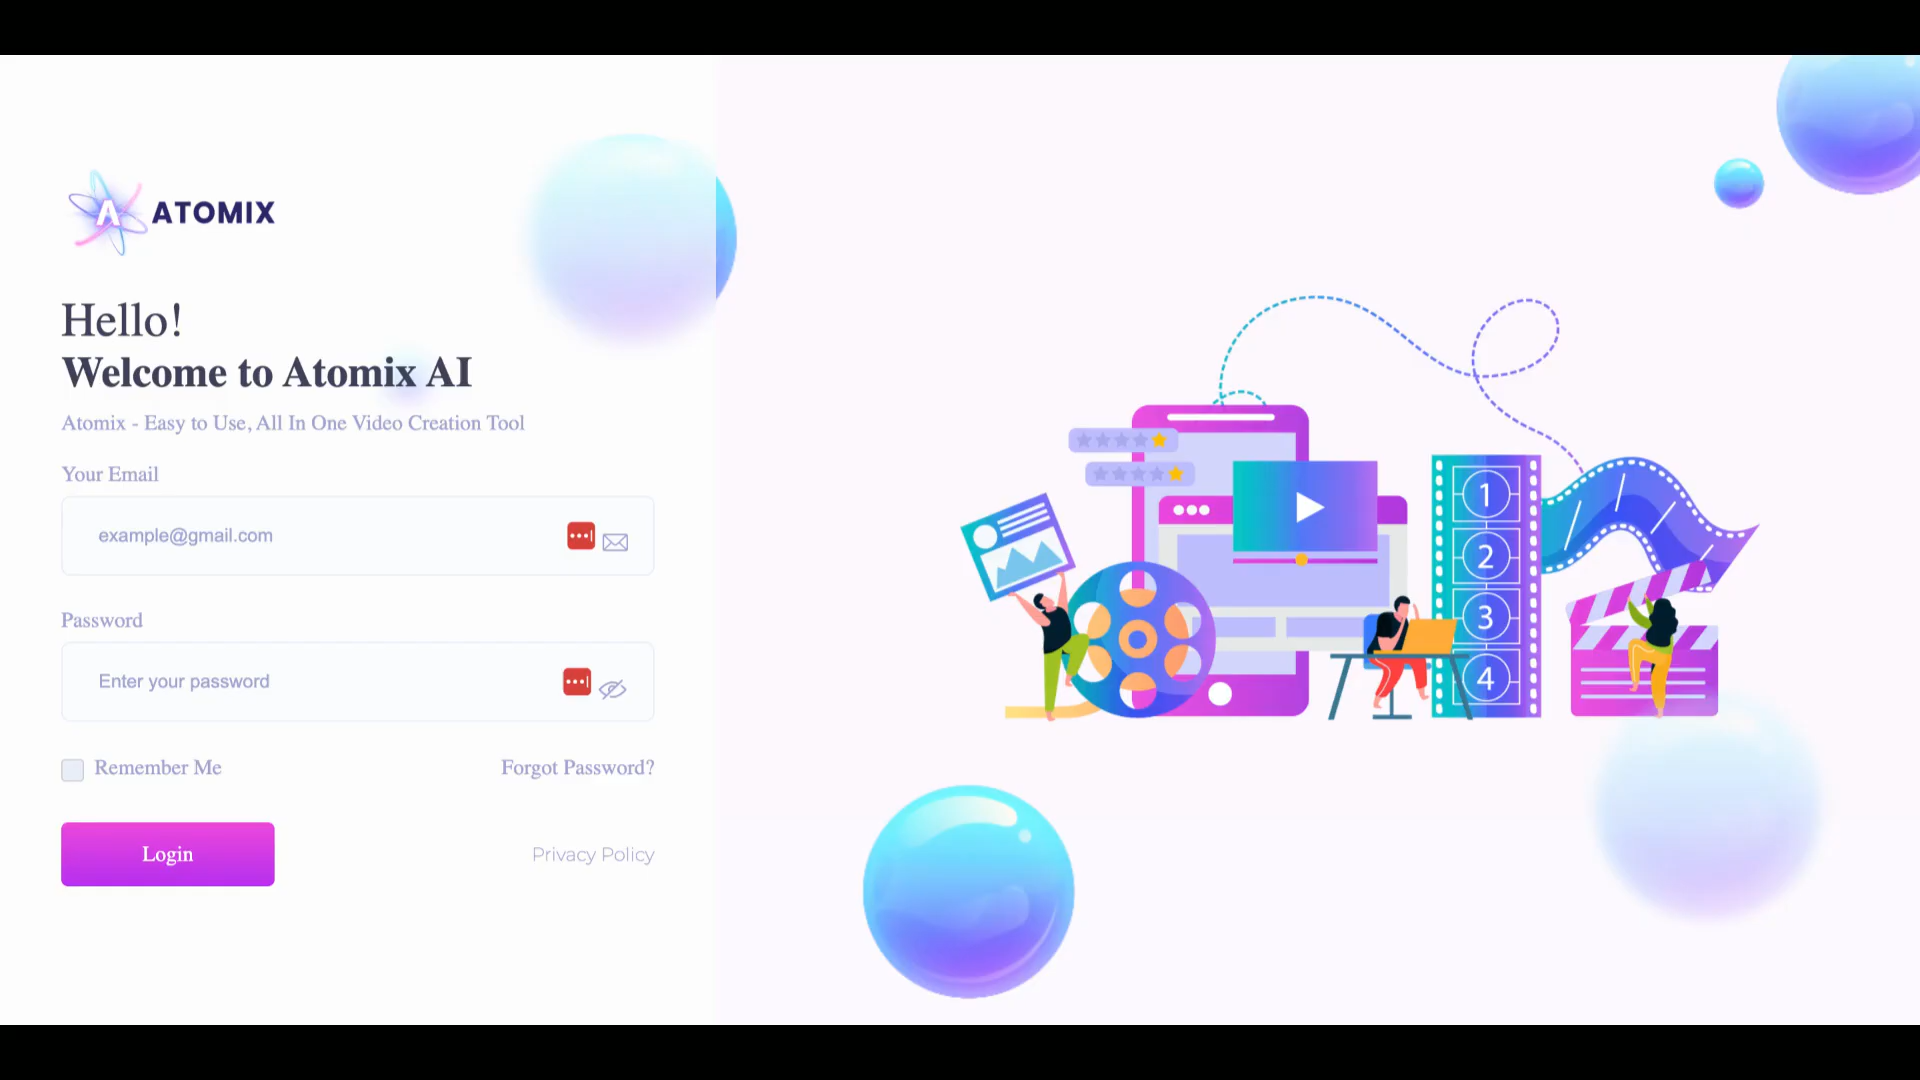 A ATOMIX
Hello!
Welcome to Atomix AI
Atomix - Easy to Use, All In One Video Creation Tool
Your Email
example@gmail.com
Password
Enter your password
Remember Me
Forgot Password?
Login
Privacy Policy
1
2
3
4